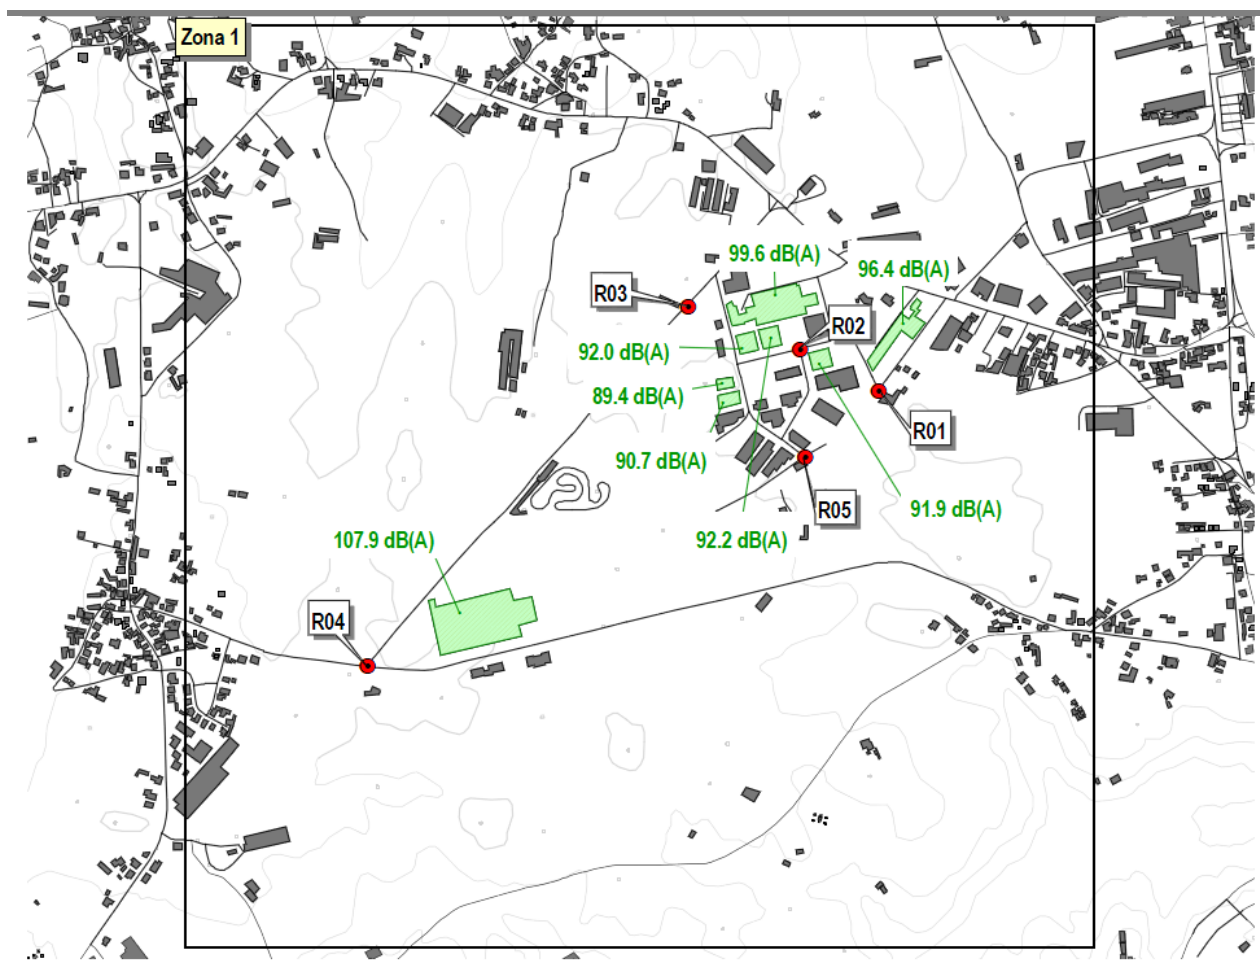 Zona 1
99.6 dB(A)
96.4 dB(A)
R03
R02
92.0 dB(A)
89.4 dB(A)
R01
90.7 dB(A)
R05
91.9 dB(A)
107.9 dB(A)
92.2 dB(A)
R04